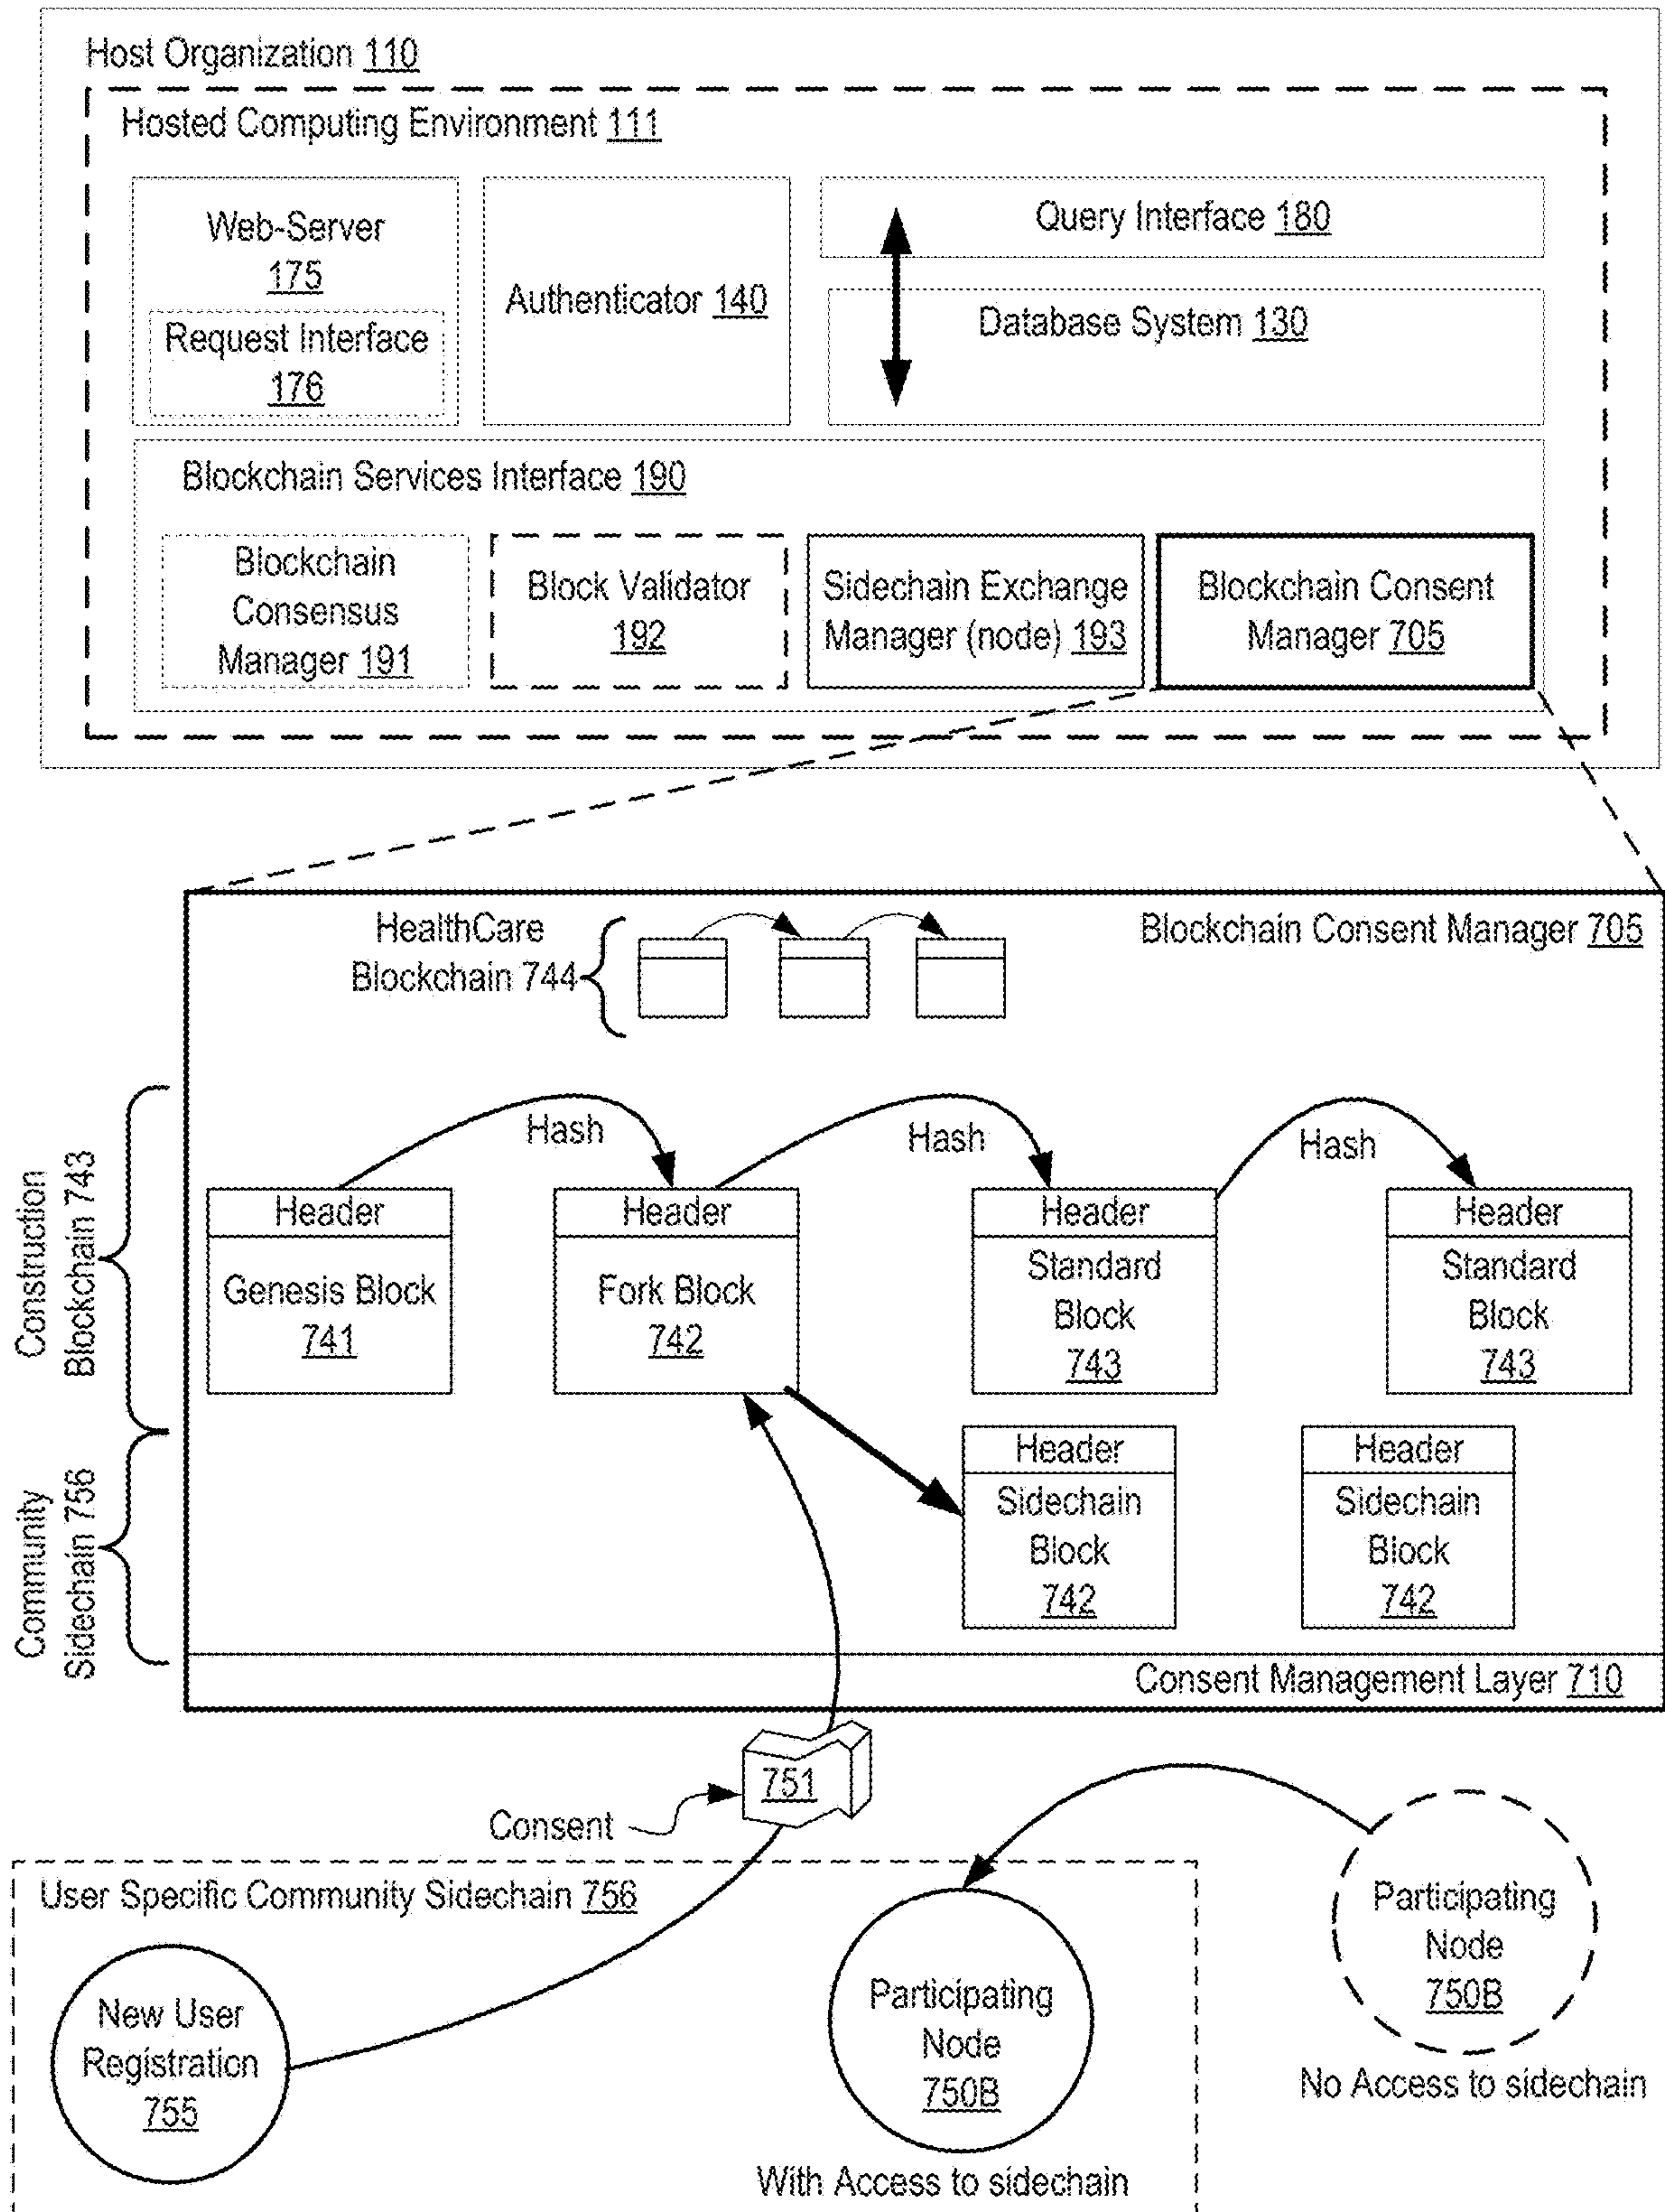 Host Organization 110
Hosted Computing Environment 111
Web-Server
175
Request Interface
176
Authenticator 140
Query Interface 180
Database System 130
Blockchain Services Interface 190
Blockchain
Consensus
Manager 191
Block Validator
192
Sidechain Exchange
Manager (node) 193
Blockchain Consent
Manager 705
HealthCare
Blockchain 744
Blockchain Consent Manager 705
Construction
Blockchain 743
Hash
Hash
Hash
Header
Genesis Block
741
Header
Fork Block
742
Header
Standard
Block
743
Header
Standard
Block
743
Community
Sidechain 756
Header
Sidechain
Block
742
Header
Sidechain
Block
742
Consent Management Layer 710
751
Consent
User Specific Community Sidechain 756
New User
Registration
755
Participating
Node
750B
With Access to sidechain
Participating
Node
750B
No Access to sidechain